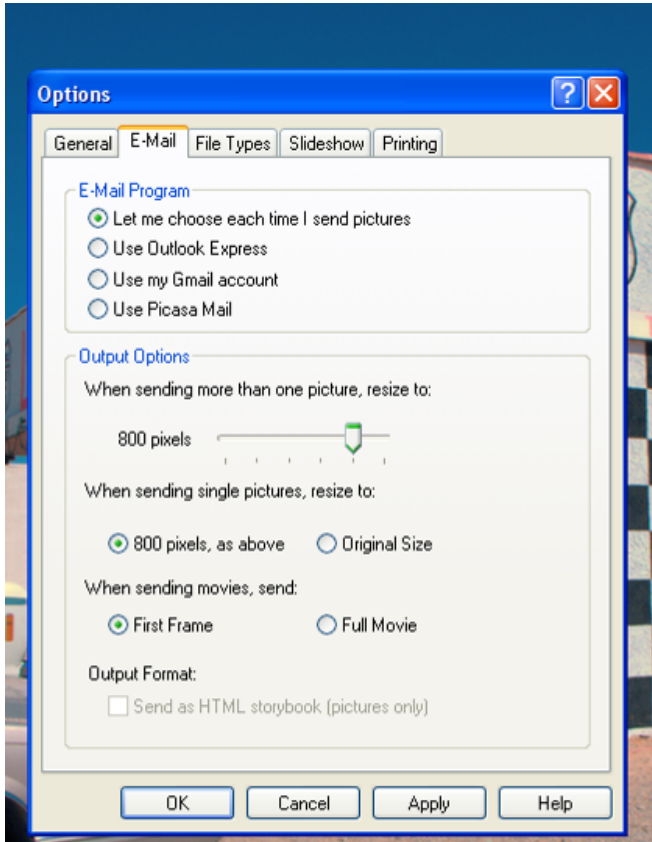 Options
General E-Mail File Types Slideshow Printing
E-Mail Program
Let me choose each time I send pictures
Use Outlook Express
Use my Gmail account
Use Picasa Mail
Output Options
When sending more than one picture, resize to:
800 pixels
When sending single pictures, resize to:
800 pixels, as above Original Size
When sending movies, send:
First Frame Full Movie
Output Format:
Send as HTML storybook (pictures only)
OK Cancel Apply Help